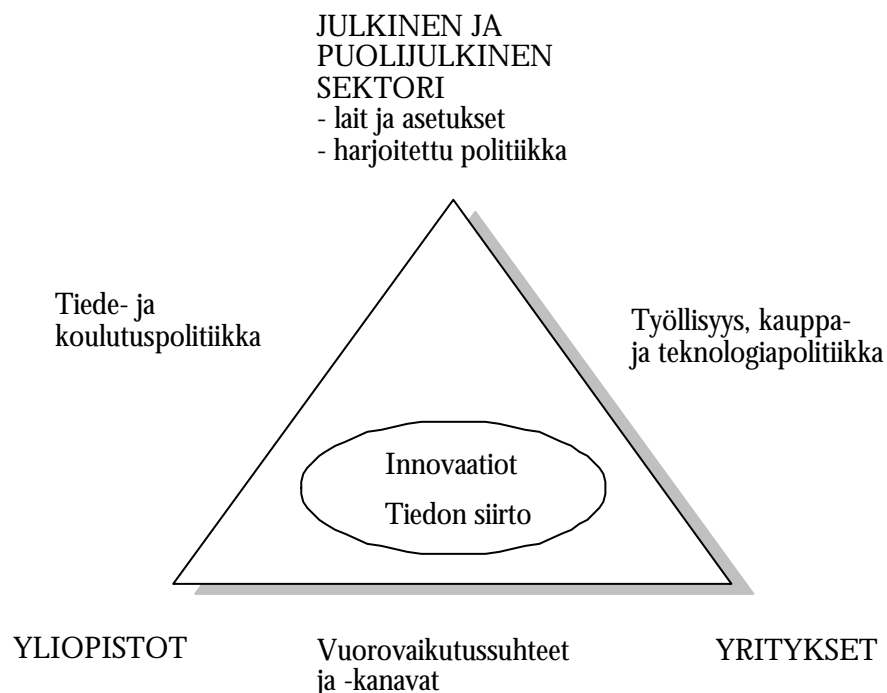 JULKINEN JA
PUOLIJULKINEN
SEKTORI
- lait ja asetukset
- harjoitettu politiikka
Tiede- ja
koulutuspolitiikka
Työllisyys, kauppa-
ja teknologiapolitiikka
Innovaatiot
Tiedon siirto
YLIOPISTOT
Vuorovaikutussuhteet
ja -kanavat
YRITYKSET